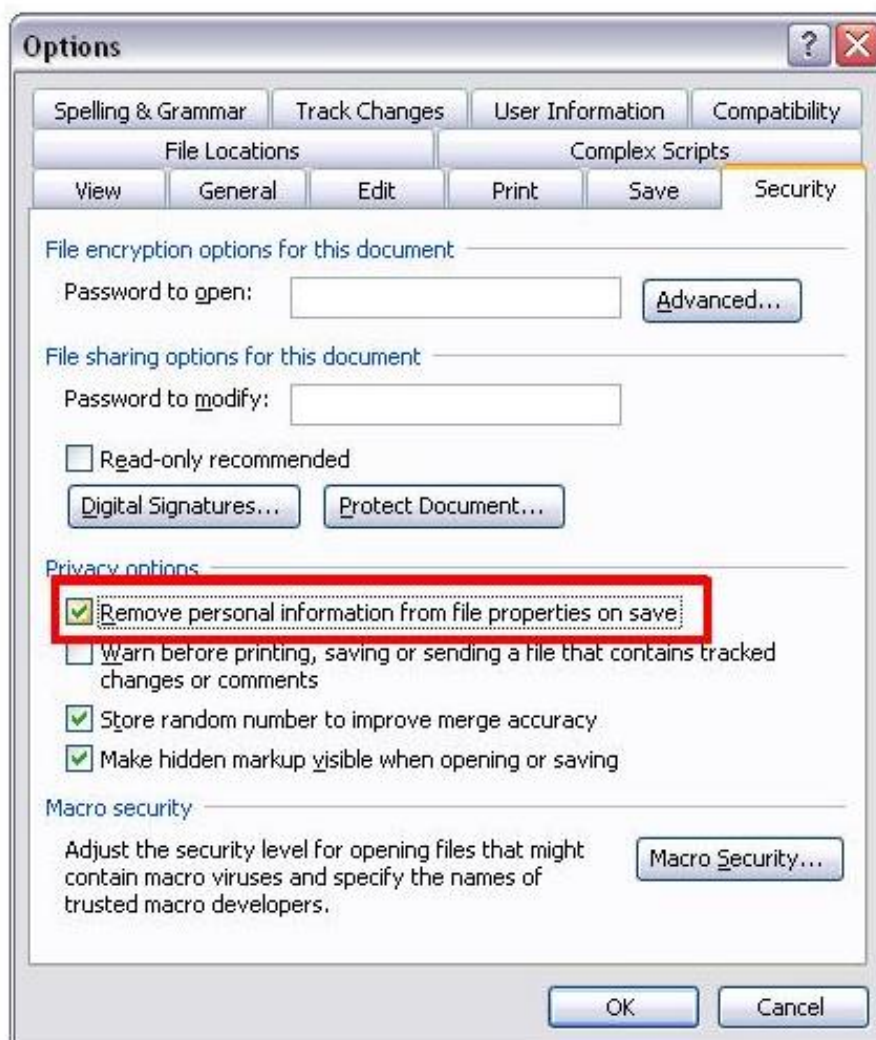 Options
Spelling & Grammar Track Changes User Information Compatibility
File Locations Complex Scripts
View General Edit Print Save Security
File encryption options for this document
Password to open: Advanced...
File sharing options for this document
Password to modify:
Read-only recommended
Digital Signatures... Protect Document...
Privacy options
Remove personal information from file properties on save
Warn before printing, saving or sending a file that contains tracked
changes or comments
Store random number to improve merge accuracy
Make hidden markup visible when opening or saving
Macro security
Adjust the security level for opening files that might
contain macro viruses and specify the names of
trusted macro developers.
Macro Security...
OK Cancel